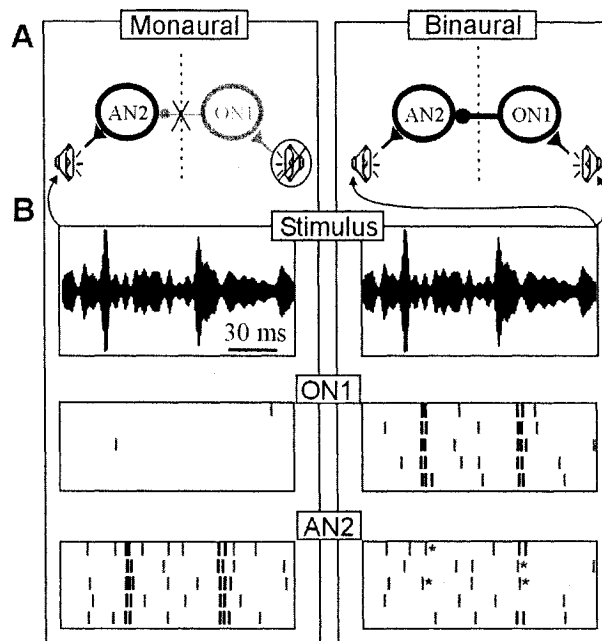 A
Monaural
Binaural
AN2
ON1
AN2
ON1
B
Stimulus
30 ms
ON1
AN2
*
*
*
*